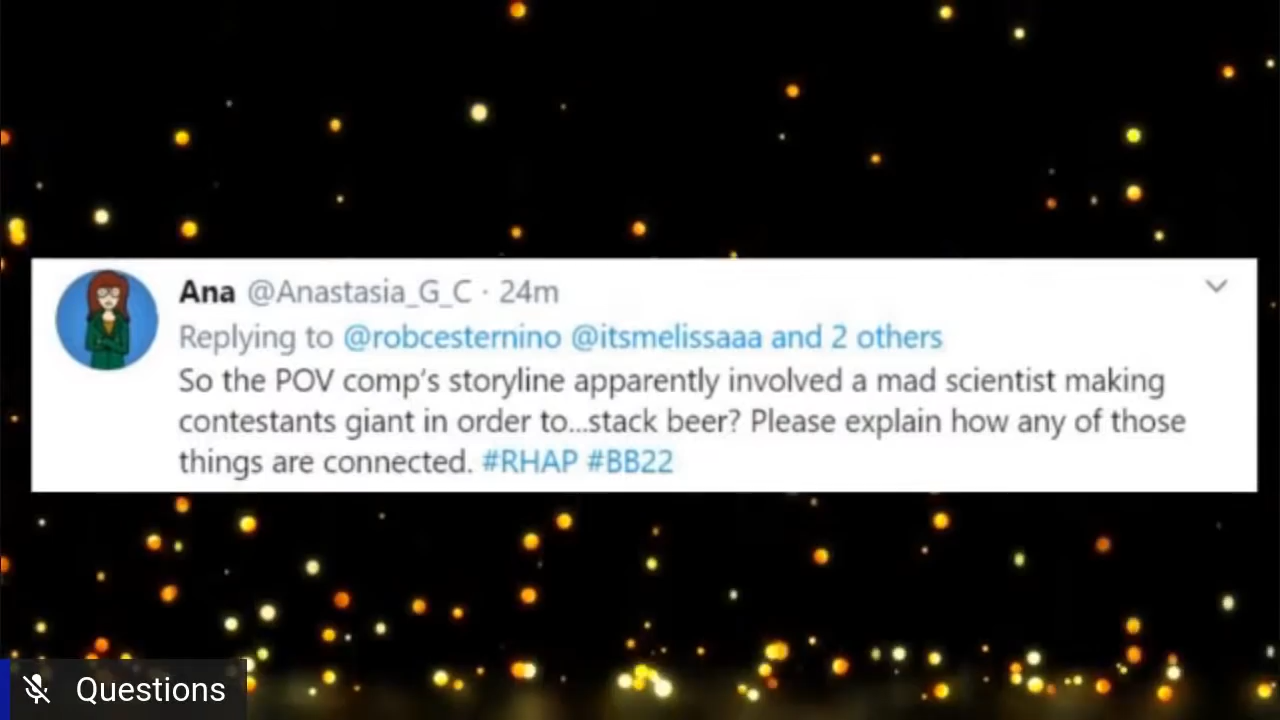 Ana @Anastasia_G_C · 24m
Replying to @robcesternino @itsmelissaaa and 2 others
So the POV comp's storyline apparently involved a mad scientist making
contestants giant in order to...stack beer? Please explain how any of those
things are connected. #RHAP #BB22
Questions